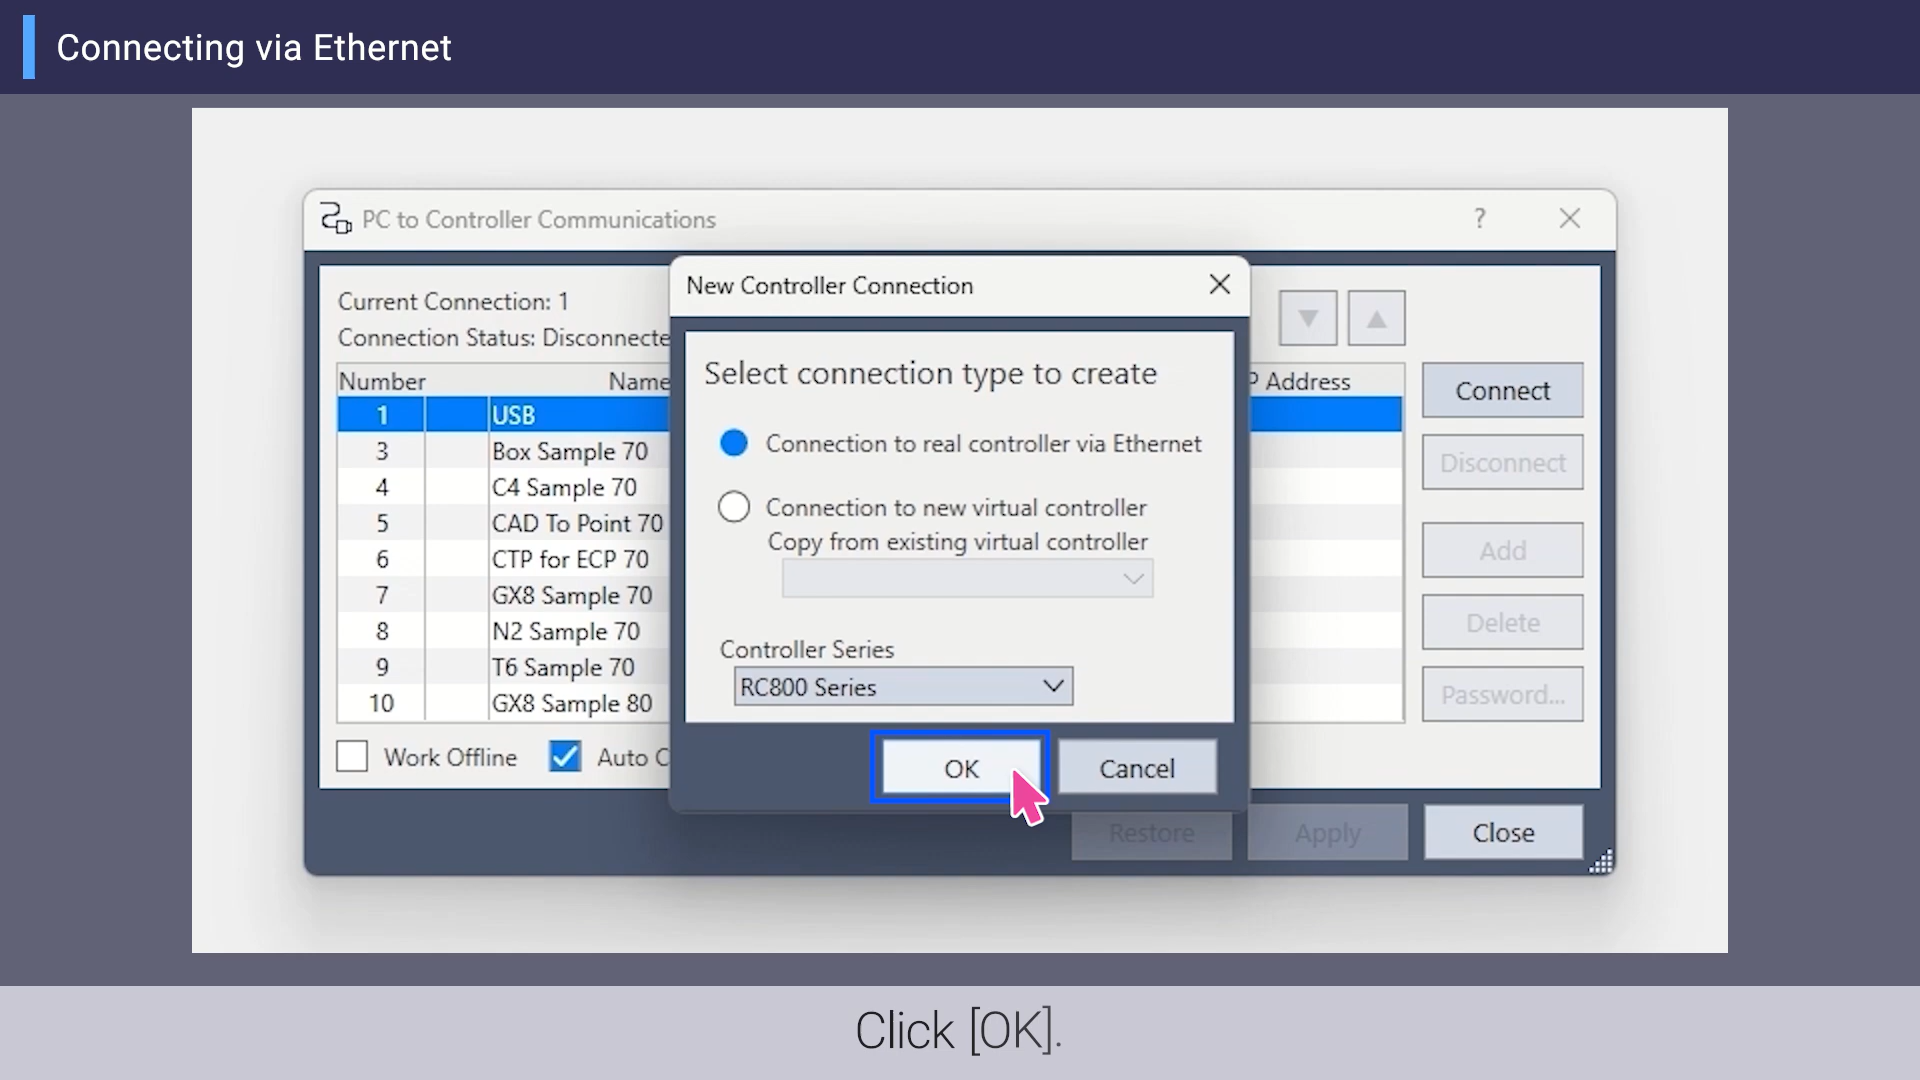 Connecting via Ethernet
PC to Controller Communications
?
New Controller Connection
Current Connection: 1
Connection Status: Disconnecte
Select connection type to create
Number Name Address
Connect
1 USB
Connection to real controller via Ethernet
3 Box Sample 70
Disconnect
4 C4 Sample 70
Connection to new virtual controller
5 CAD To Point 70
Copy from existing virtual controller
Add
6 CTP for ECP 70
7 GX8 Sample 70
Delete
8 N2 Sample 70
Controller Series
9 T6 Sample 70
RC800 Series
Password...
10 GX8 Sample 80
Work Offline Auto C
OK Cancel
Restore Apply Close
Click [OK].